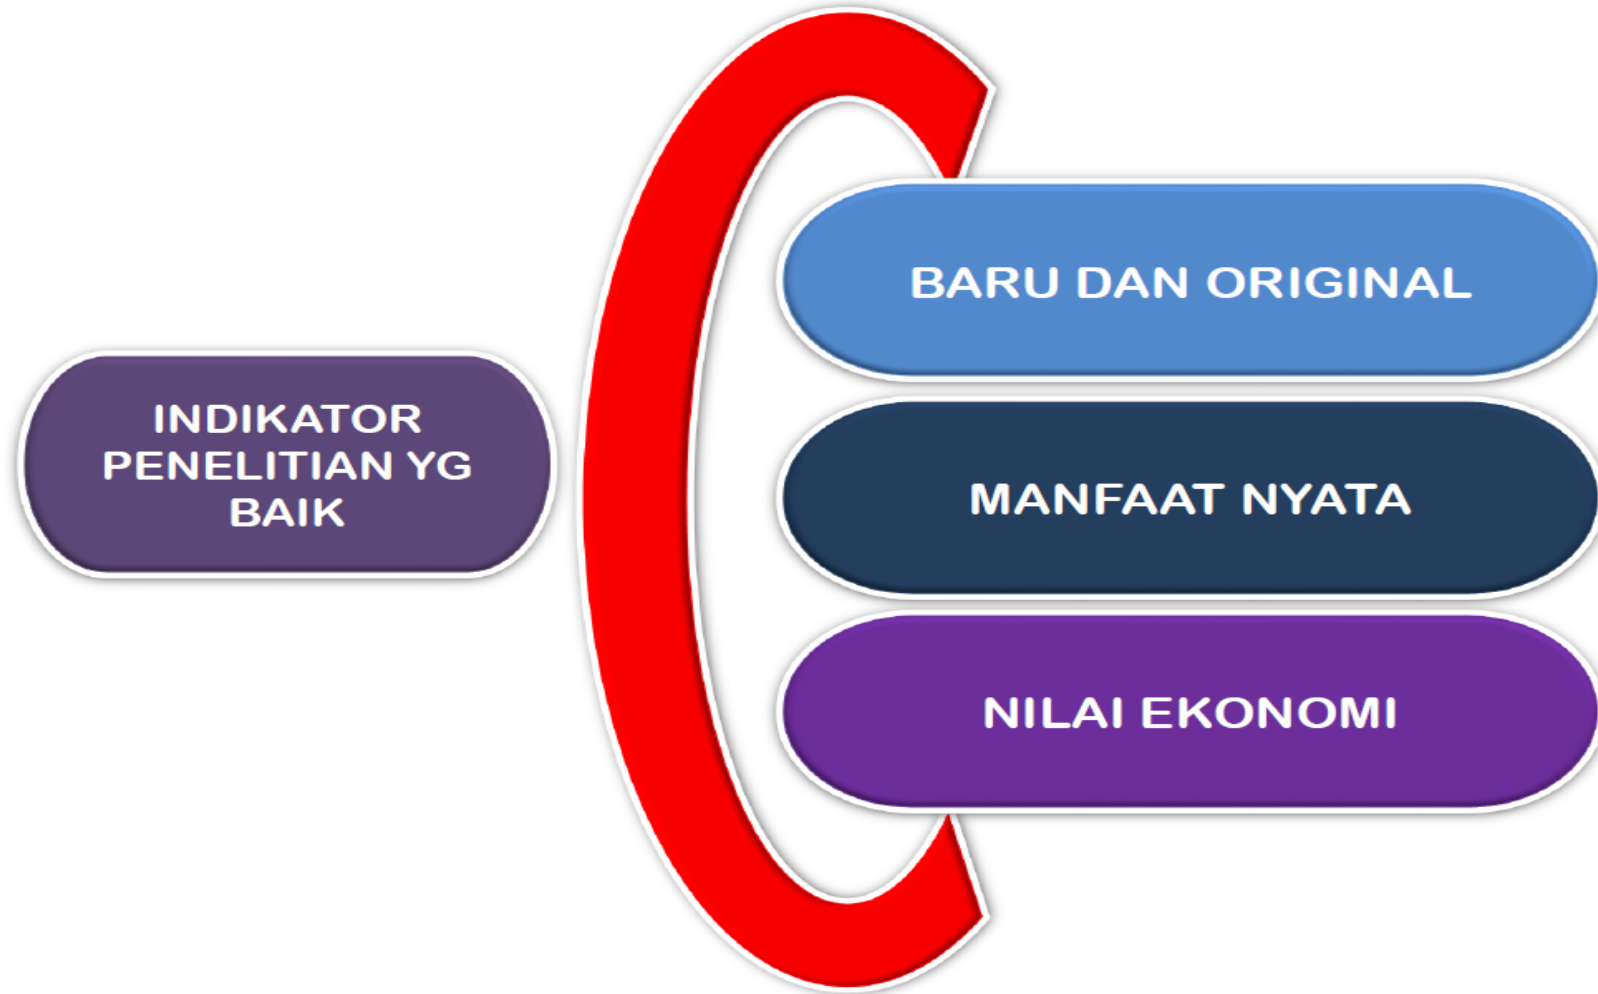 INDIKATOR
PENELITIAN YG
BAIK
BARU DAN ORIGINAL
MANFAAT NYATA
NILAI EKONOMI